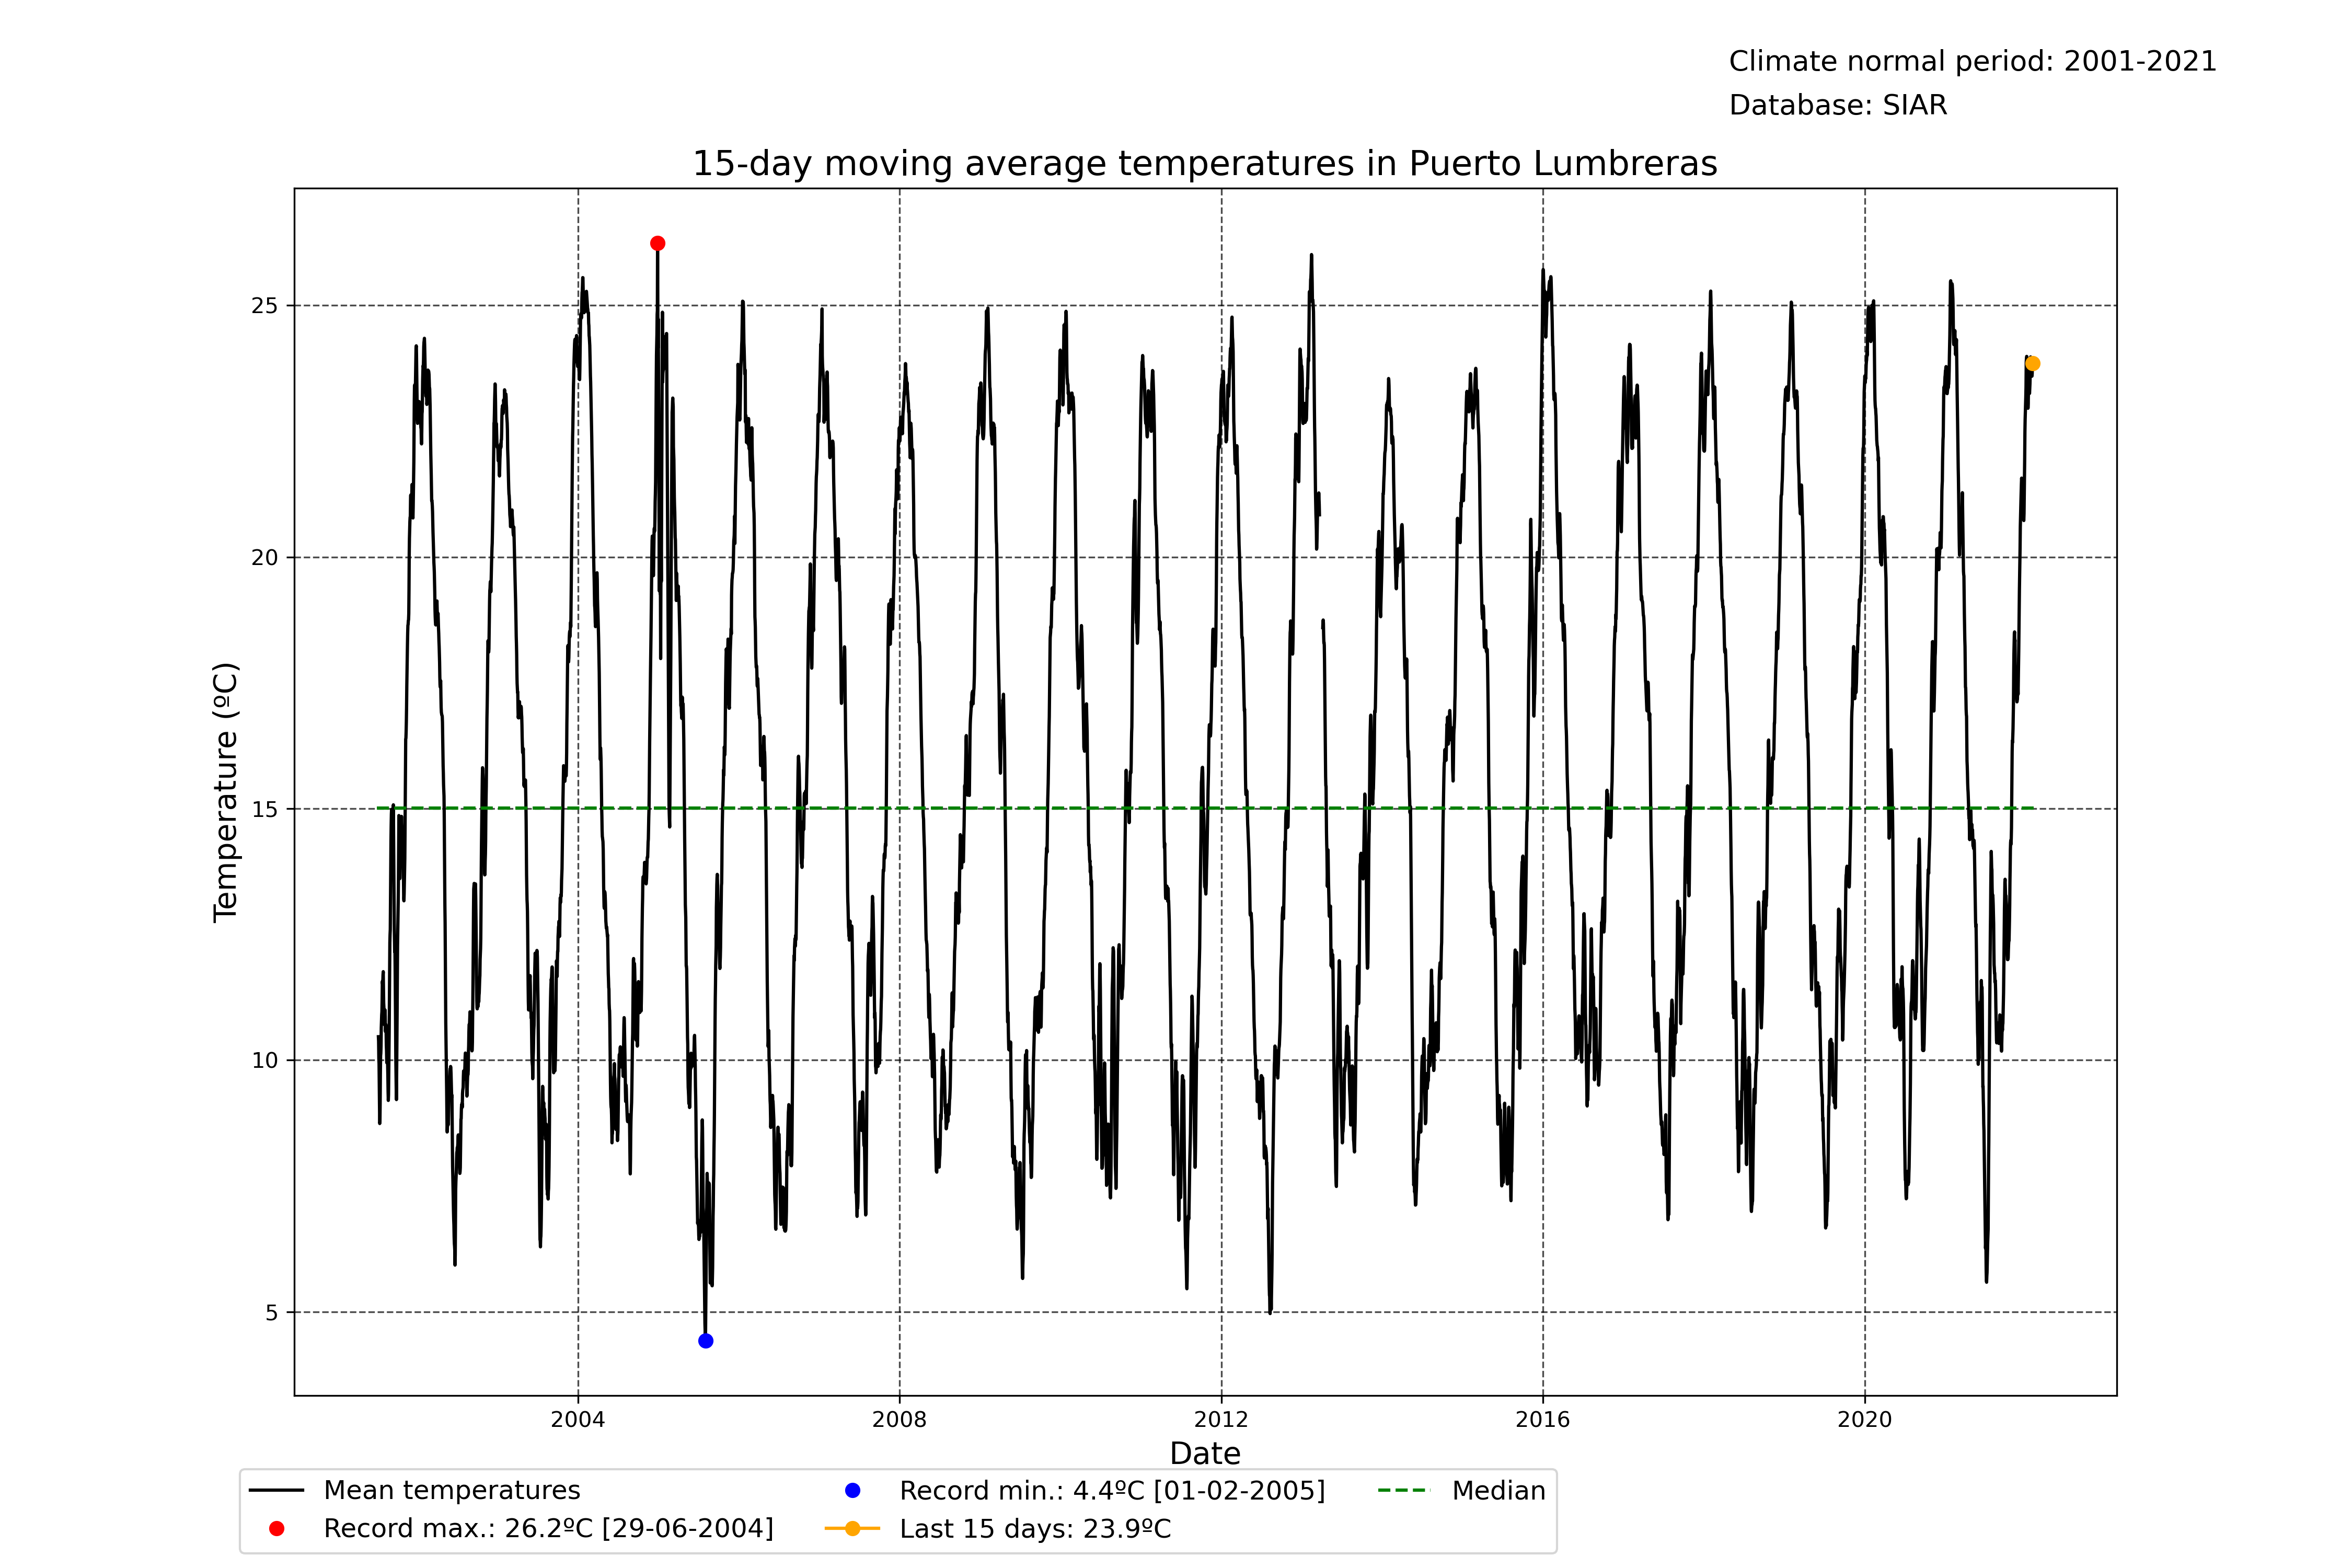 Climate normal period: 2001-2021
Database: SIAR
15-day moving average temperatures in Puerto Lumbreras
Temperature (ºC)
25
20
15
10
5
2004
2008
2012
2016
2020
Date
Mean temperatures
Record max.: 26.2ºC [29-06-2004]
Record min.: 4.4ºC [01-02-2005]
Last 15 days: 23.9ºC
Median